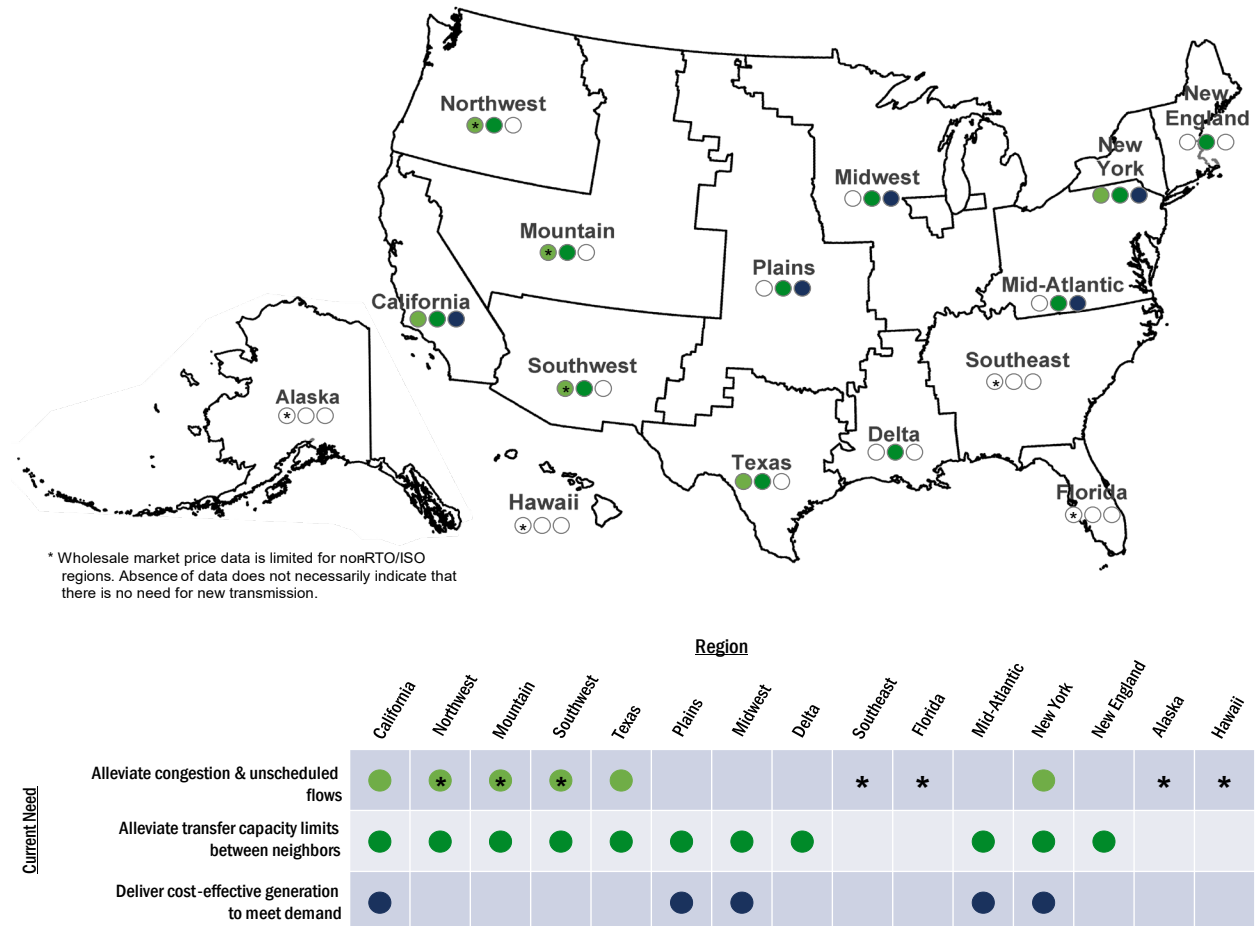 Northwest
*
New
England
New
York
Midwest
Mountain
*
Plains
Mid-Atlantic
California
Southwest
*
Southeast
*
Alaska
*
Delta
Texas
Hawaii
*
Florida
*
* Wholesale market price data is limited for non-RTO/ISO
regions. Absence of data does not necessarily indicate that
there is no need for new transmission.
Region
California
Northwest
Mountain
Southwest
Texas
Plains
Midwest
Delta
Southeast
Florida
Mid-Atlantic
New York
New England
Alaska
Hawaii
Current Need
Alleviate congestion & unscheduled
flows
* * * * * * *
Alleviate transfer capacity limits
between neighbors
Deliver cost-effective generation
to meet demand